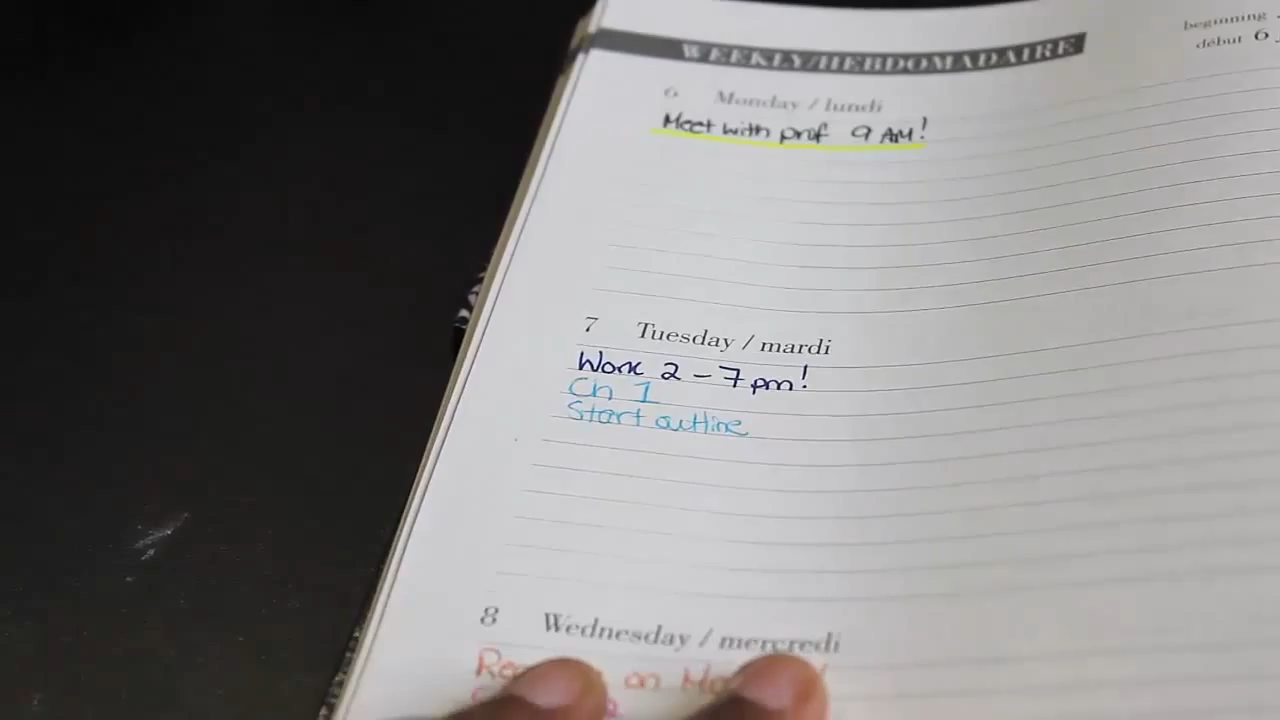 WEEKLY/HEBDOMADAIRE
beginning
début 6
6 Monday / lundi
Meet with prof 9 AM!
7 Tuesday / mardi
Work 2 - 7pm!
Ch 1
Start outline
8 Wednesday / mercredi
on